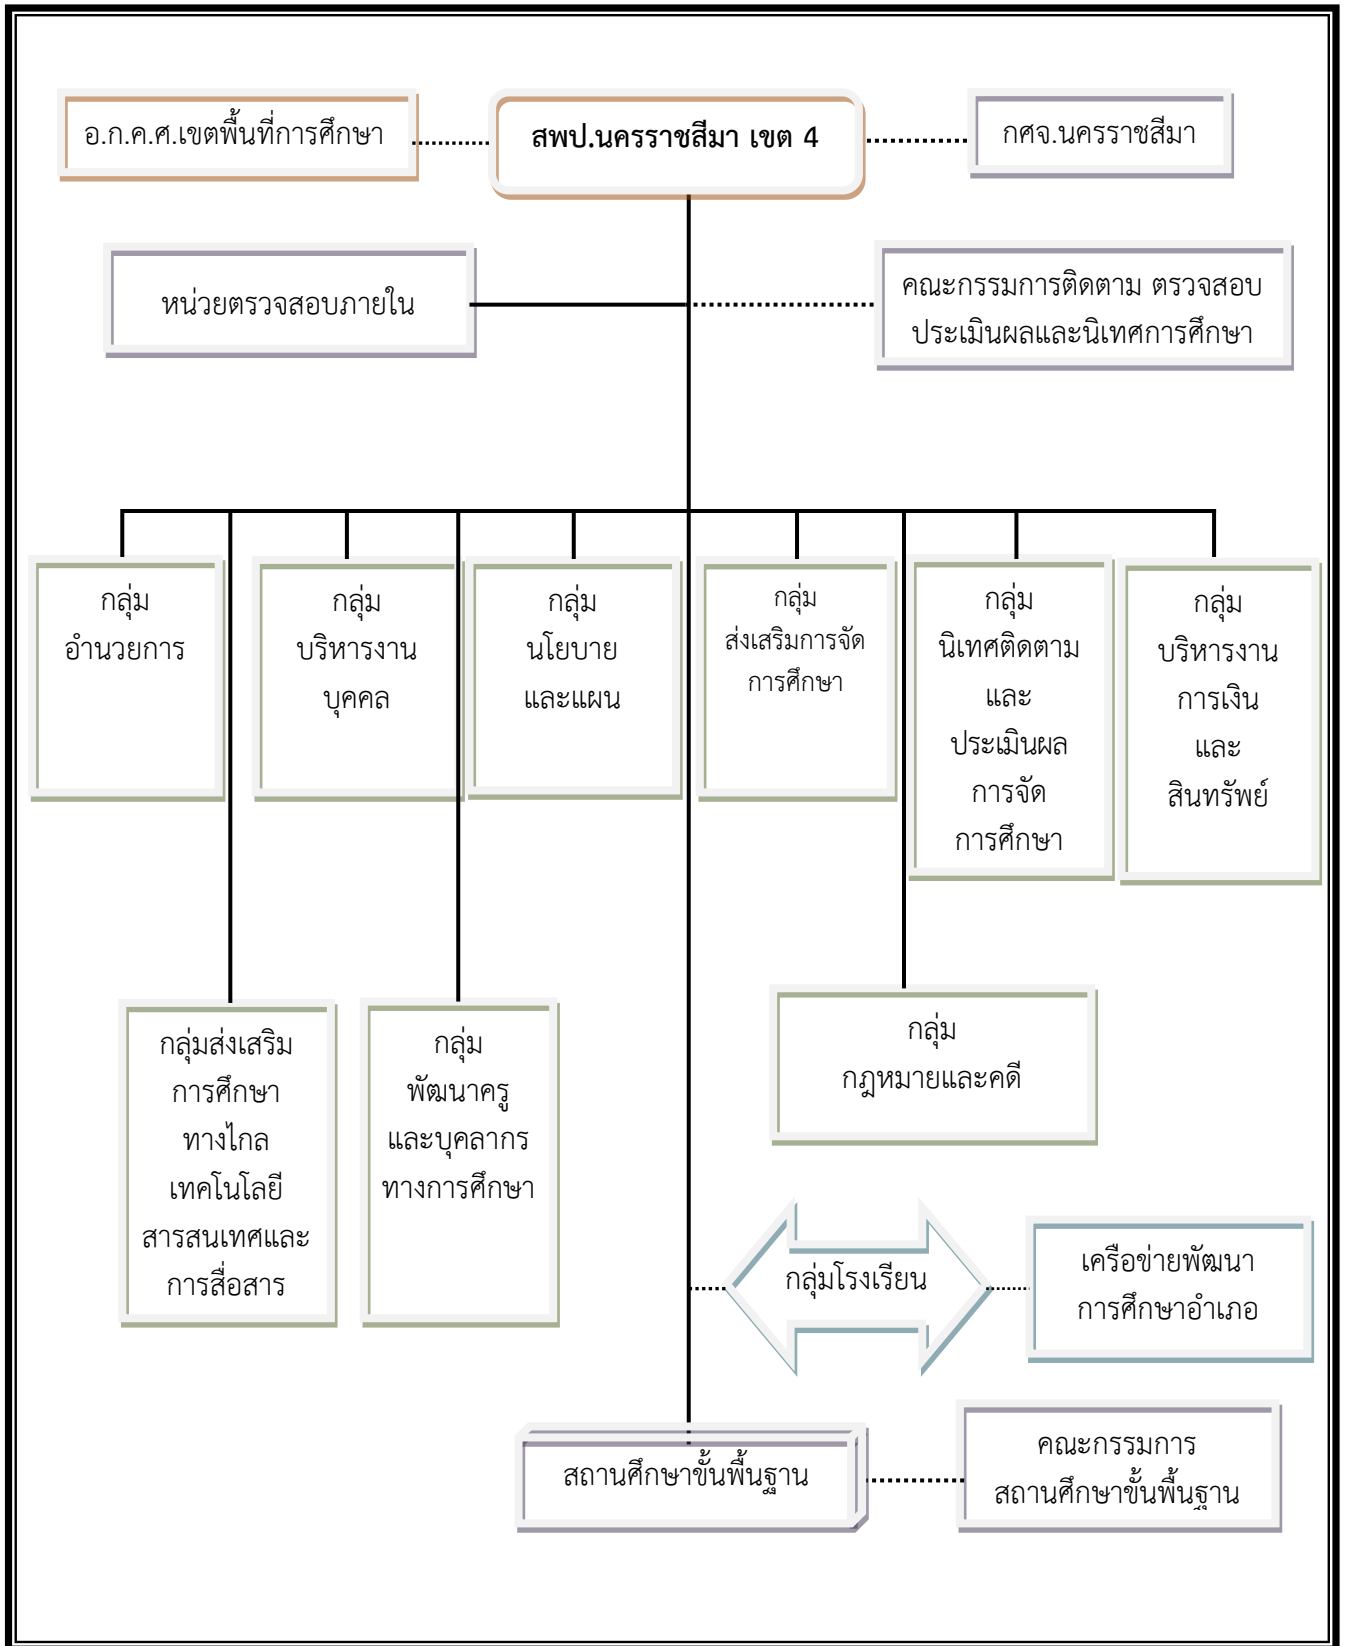 อ.ก.ค.ศ.เขตพื้นที่การศึกษา
สพป.นครราชสีมา เขต 4
กศจ.นครราชสีมา
หน่วยตรวจสอบภายใน
คณะกรรมการติดตาม ตรวจสอบ
ประเมินผลและนิเทศการศึกษา
กลุ่ม
อำนวยการ
กลุ่ม
บริหารงาน
บุคคล
กลุ่ม
นโยบาย
และแผน
กลุ่ม
ส่งเสริมการจัด
การศึกษา
กลุ่ม
นิเทศติดตาม
และ
ประเมินผล
การจัด
การศึกษา
กลุ่ม
บริหารงาน
การเงิน
และ
สินทรัพย์
กลุ่มส่งเสริม
การศึกษา
ทางไกล
เทคโนโลยี
สารสนเทศและ
การสื่อสาร
กลุ่ม
พัฒนาครู
และบุคลากร
ทางการศึกษา
กลุ่ม
กฎหมายและคดี
กลุ่มโรงเรียน
เครือข่ายพัฒนา
การศึกษาอำเภอ
สถานศึกษาขั้นพื้นฐาน
คณะกรรมการ
สถานศึกษาขั้นพื้นฐาน